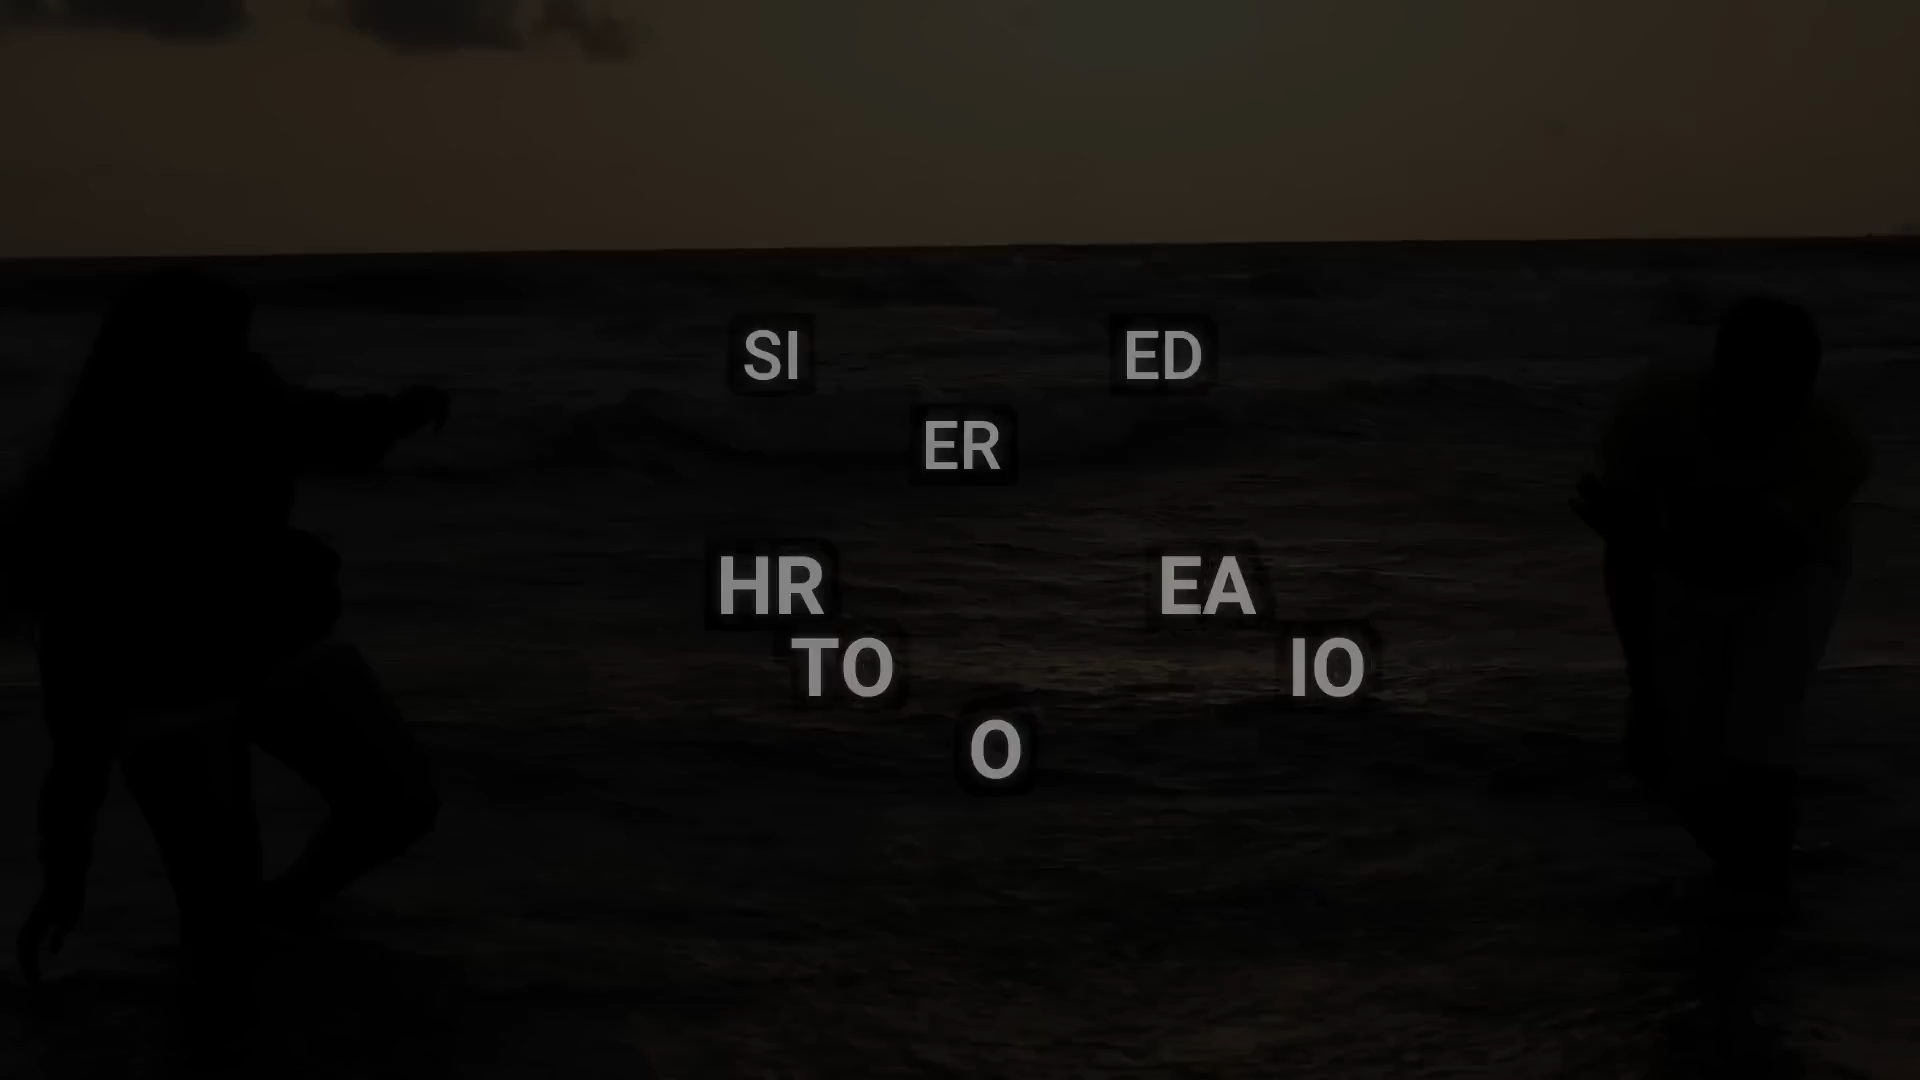 SI ED
ER
HR EA
TO IO
O